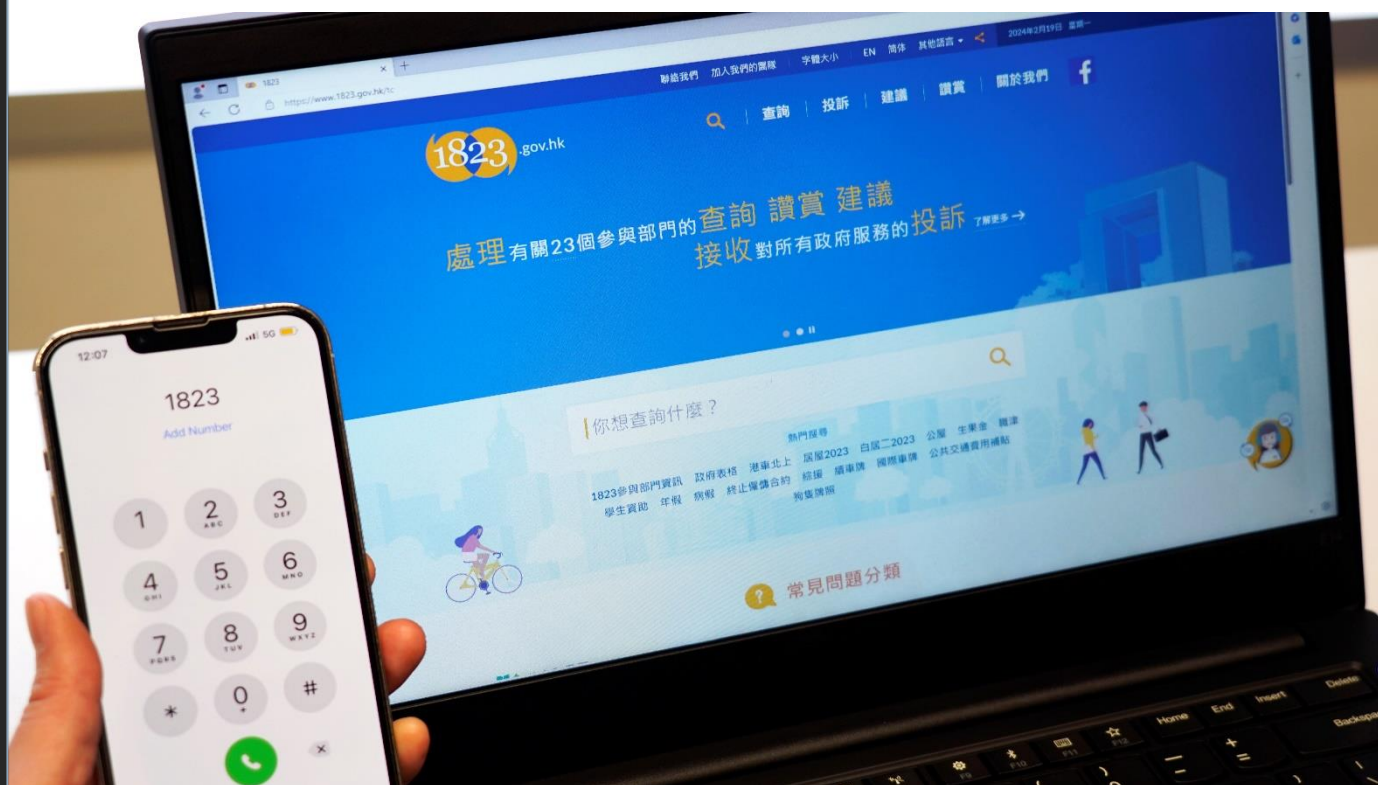 1823
https://www.1823.gov.hk/tc
聯絡我們 加入我們的團隊 字體大小 EN 简体 其他語言 2024年2月19日 星期一
1823.gov.hk
查詢 投訴 建議 讚賞 關於我們 f
處理有關23個參與部門的查詢 讚賞 建議
接收對所有政府服務的投訴 了解更多
你想查詢什麼？
熱門搜尋
1823參與部門資訊 政府表格 港車北上 居屋2023 白居二2023 公屋 生果金
學生資助 年假 病假 終止僱傭合約 綜援 續車牌 國際車牌 公共交通費用補貼
狗隻牌照
? 常見問題分類
12:07 5G
1823
Add Number
1 2 ABC 3 DEF
4 GHI 5 JKL 6 MNO
7 PQRS 8 TUV 9 WXYZ
* 0 + #
F9 F10 F11 F12 Home End Insert Delete
Backspace